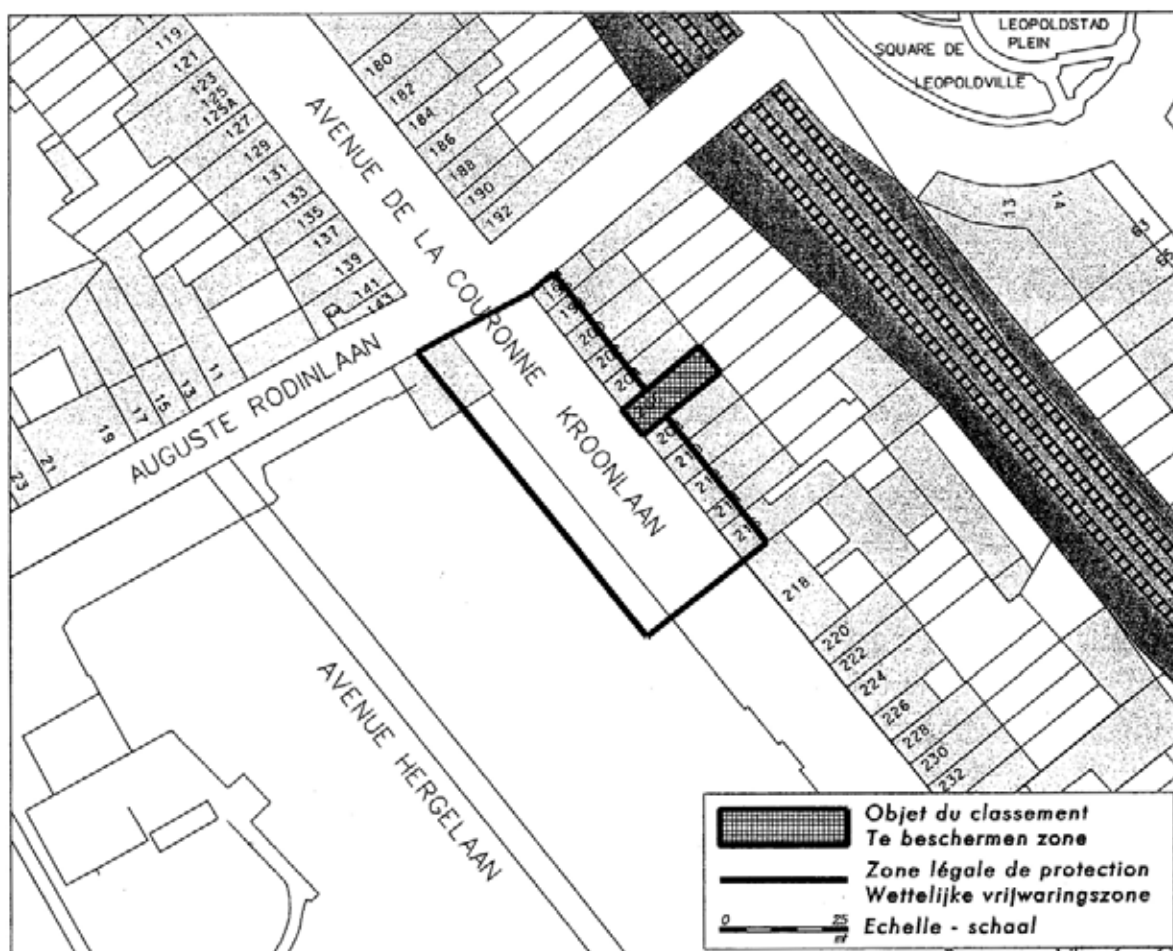 LEOPOLDSTAD
PLEIN
SQUARE DE
LEOPOLDVILLE
119
121
123
125
125A
127
129
131
133
135
137
139
141
143
180
182
184
186
188
190
192
AVENUE DE LA COURONNE
KROONLAAN
13
14
11
13
15
17
19
21
23
AUGUSTE RODINLAAN
218
220
222
224
226
228
230
232
AVENUE HERGELAAN
Objet du classement
Te beschermen zone
Zone légale de protection
Wettelijke vrijwaringszone
0 25
mt
Echelle - schaal